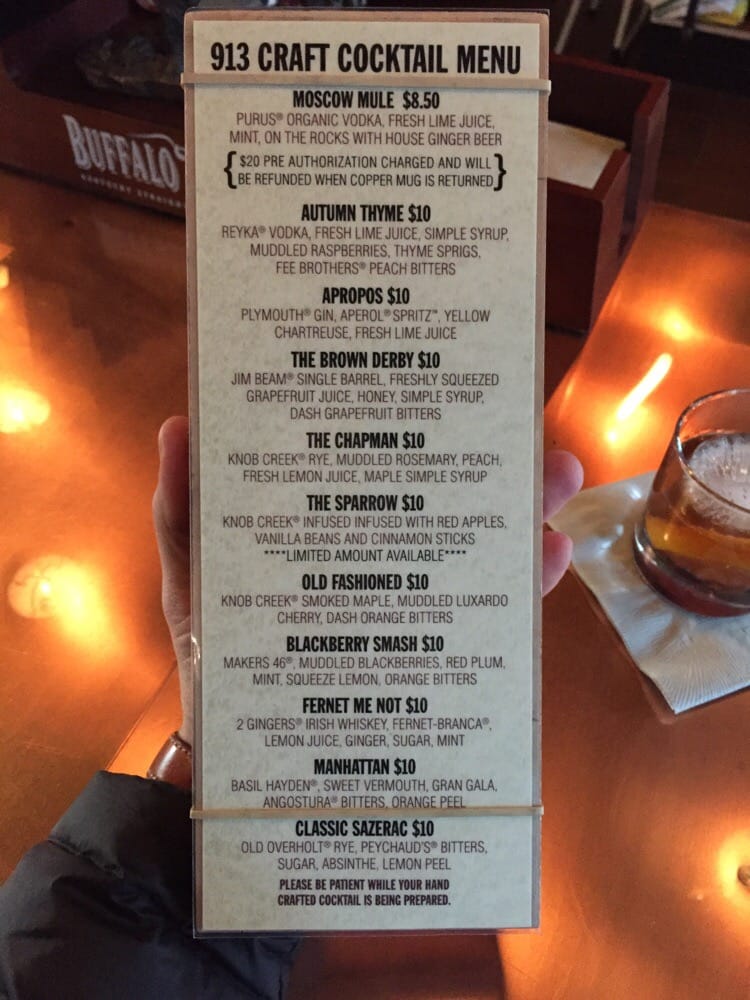 913 CRAFT COCKTAIL MENU
MOSCOW MULE $8.50
PURUS® ORGANIC VODKA, FRESH LIME JUICE,
MINT, ON THE ROCKS WITH HOUSE GINGER BEER
{$20 PRE AUTHORIZATION CHARGED AND WILL
BE REFUNDED WHEN COPPER MUG IS RETURNED}
AUTUMN THYME $10
REYKA® VODKA, FRESH LIME JUICE, SIMPLE SYRUP,
MUDDLED RASPBERRIES, THYME SPRIGS,
FEE BROTHERS® PEACH BITTERS
APROPOS $10
PLYMOUTH® GIN, APEROL® SPRITZ™, YELLOW
CHARTREUSE, FRESH LIME JUICE
THE BROWN DERBY $10
JIM BEAM® SINGLE BARREL, FRESHLY SQUEEZED
GRAPEFRUIT JUICE, HONEY, SIMPLE SYRUP,
DASH GRAPEFRUIT BITTERS
THE CHAPMAN $10
KNOB CREEK® RYE, MUDDLED ROSEMARY, PEACH,
FRESH LEMON JUICE, MAPLE SIMPLE SYRUP
THE SPARROW $10
KNOB CREEK® INFUSED INFUSED WITH RED APPLES,
VANILLA BEANS AND CINNAMON STICKS
****LIMITED AMOUNT AVAILABLE****
OLD FASHIONED $10
KNOB CREEK® SMOKED MAPLE, MUDDLED LUXARDO
CHERRY, DASH ORANGE BITTERS
BLACKBERRY SMASH $10
MAKERS 46®, MUDDLED BLACKBERRIES, RED PLUM,
MINT, SQUEEZE LEMON, ORANGE BITTERS
FERNET ME NOT $10
2 GINGERS® IRISH WHISKEY, FERNET-BRANCA®,
LEMON JUICE, GINGER, SUGAR, MINT
MANHATTAN $10
BASIL HAYDEN®, SWEET VERMOUTH, GRAN GALA,
ANGOSTURA® BITTERS, ORANGE PEEL
CLASSIC SAZERAC $10
OLD OVERHOLT® RYE, PEYCHAUD'S® BITTERS,
SUGAR, ABSINTHE, LEMON PEEL
PLEASE BE PATIENT WHILE YOUR HAND
CRAFTED COCKTAIL IS BEING PREPARED.
BUFFALO
KENTUCKY